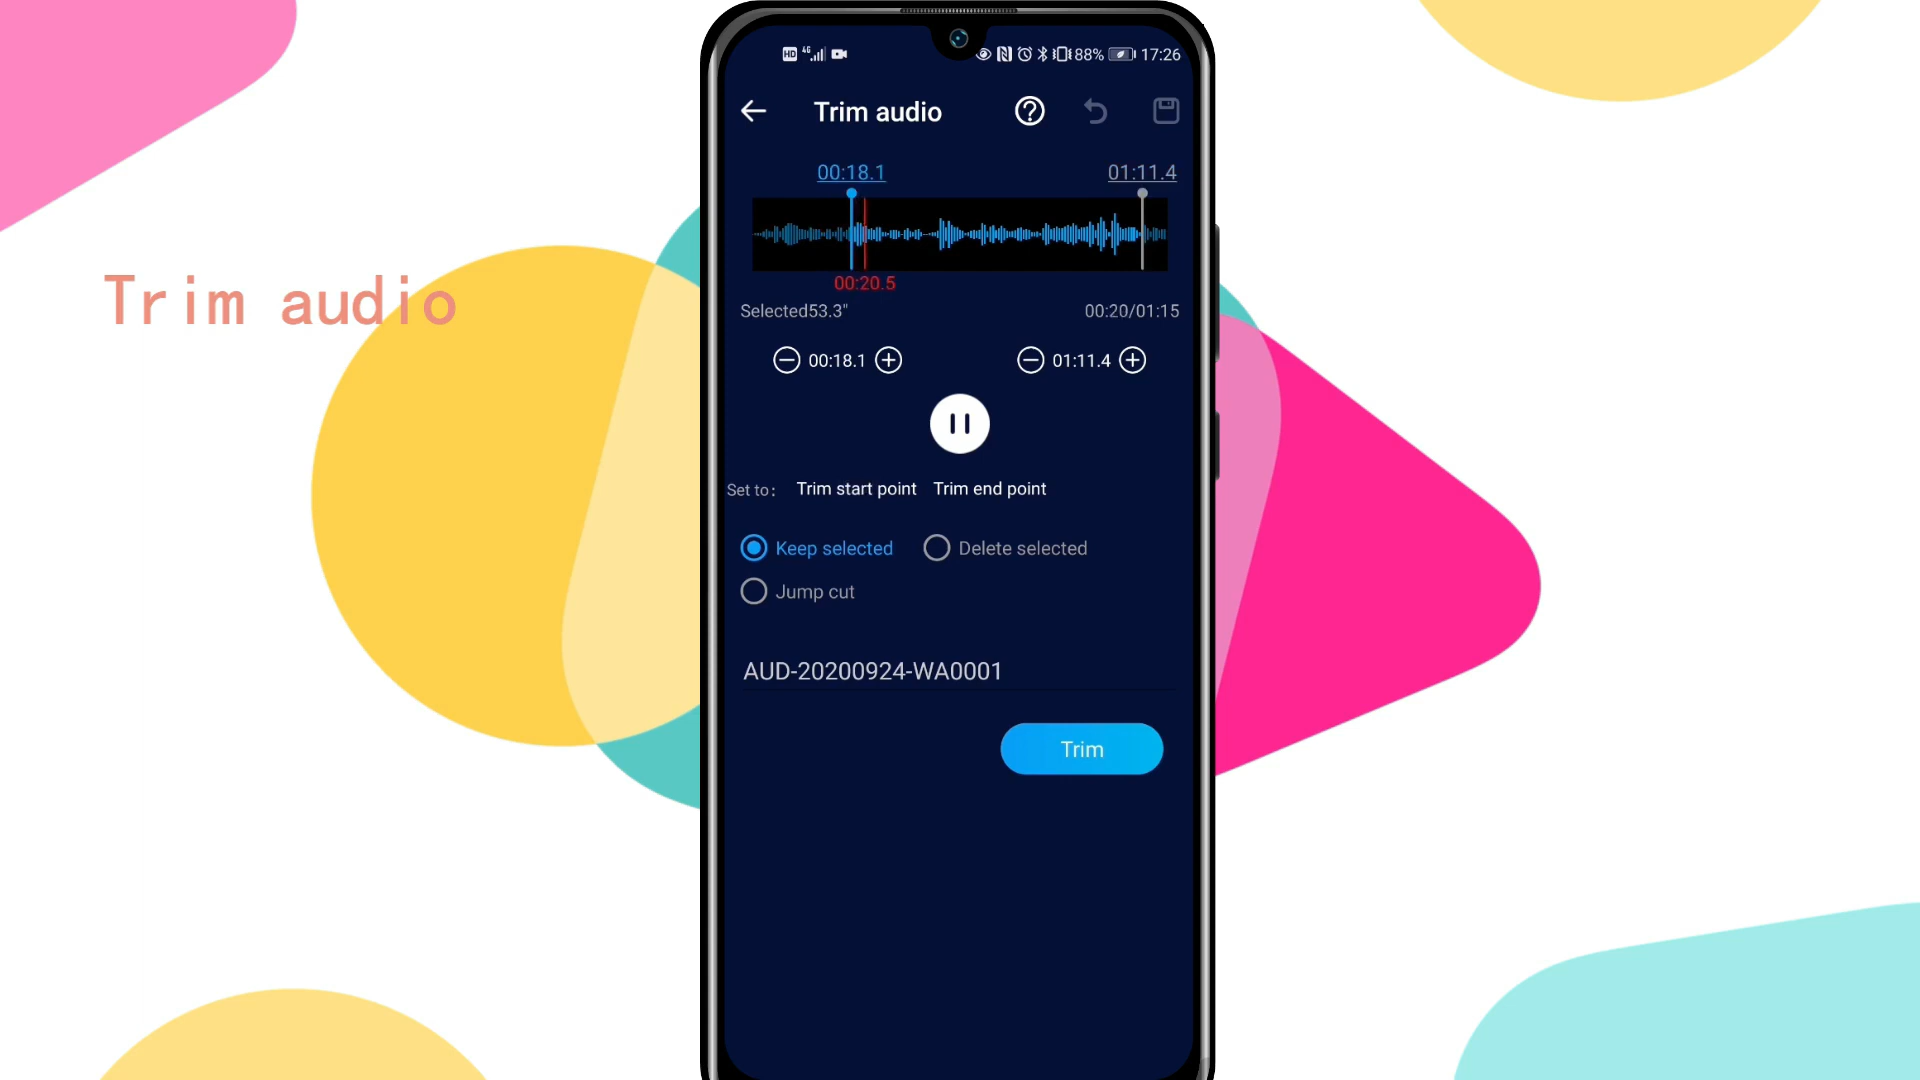 HD 4G 88% 17:26
Trim audio
00:18.1 01:11.4
Trim audio
00:20.5
Selected53.3" 00:20/01:15
00:18.1 01:11.4
Set to: Trim start point Trim end point
Keep selected Delete selected
Jump cut
AUD-20200924-WA0001
Trim